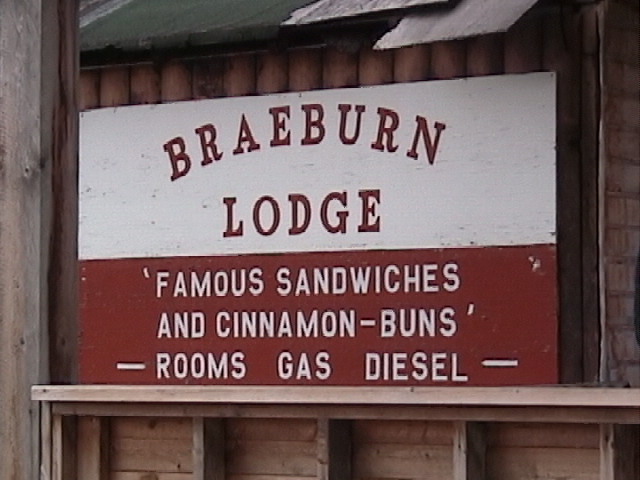 BRAEBURN
LODGE
'FAMOUS SANDWICHES
AND CINNAMON-BUNS'
— ROOMS GAS DIESEL —